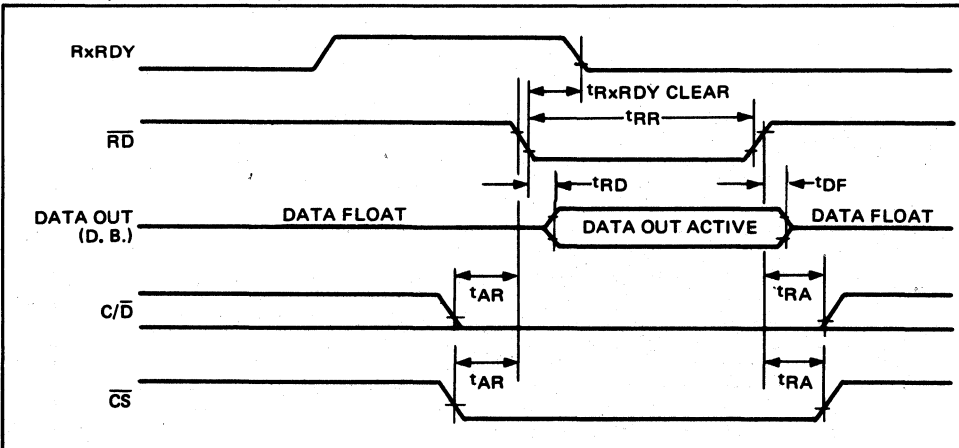 RxRDY
tRxRDY CLEAR
tRR
RD
tRD
tDF
DATA OUT
(D. B.)
DATA FLOAT
DATA OUT ACTIVE
DATA FLOAT
tAR
tRA
C/D
tAR
tRA
CS